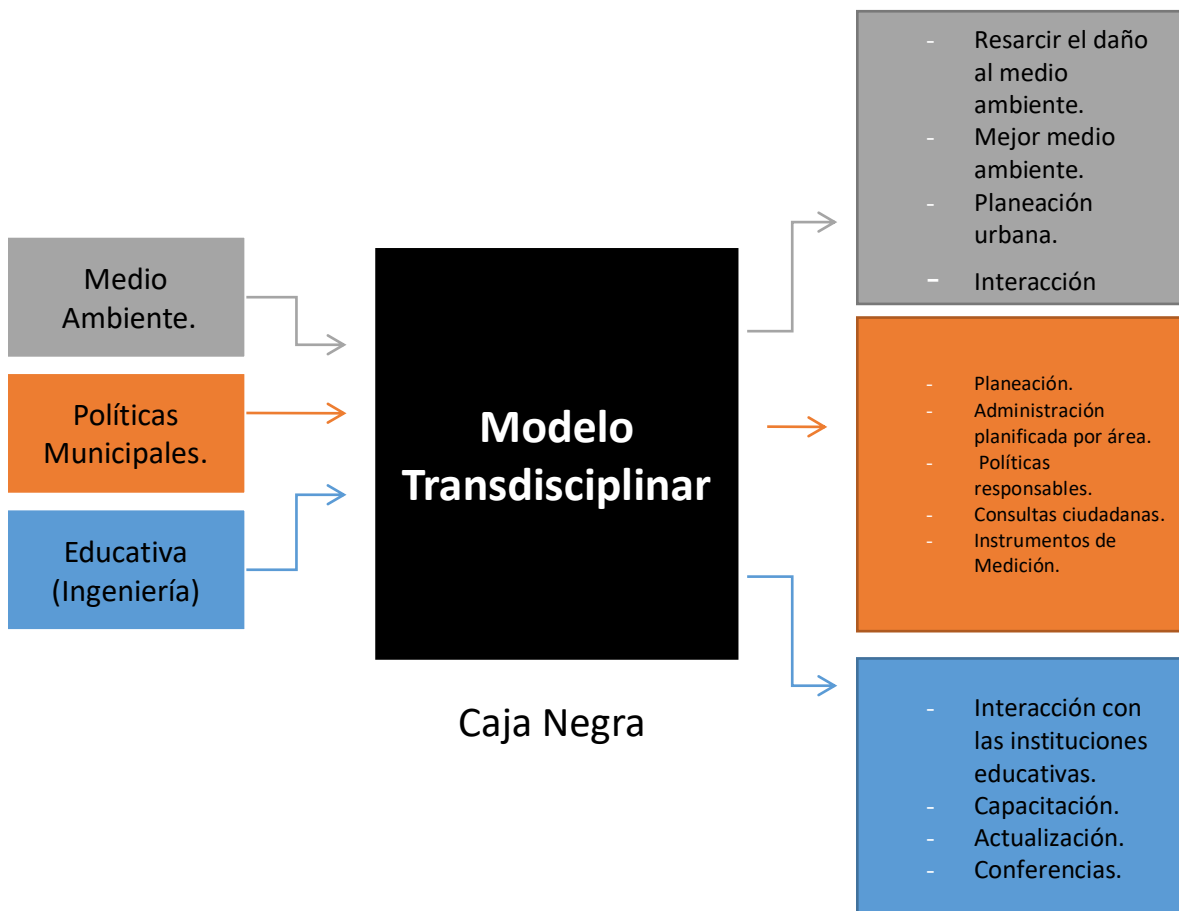 Medio
Ambiente.
Políticas
Municipales.
Educativa
(Ingeniería)
Modelo
Transdisciplinar
Caja Negra
- Resarcir el daño
al medio
ambiente.
- Mejor medio
ambiente.
- Planeación
urbana.
- Interacción
- Planeación.
- Administración
planificada por área.
- Políticas
responsables.
- Consultas ciudadanas.
- Instrumentos de
Medición.
- Interacción con
las instituciones
educativas.
- Capacitación.
- Actualización.
- Conferencias.